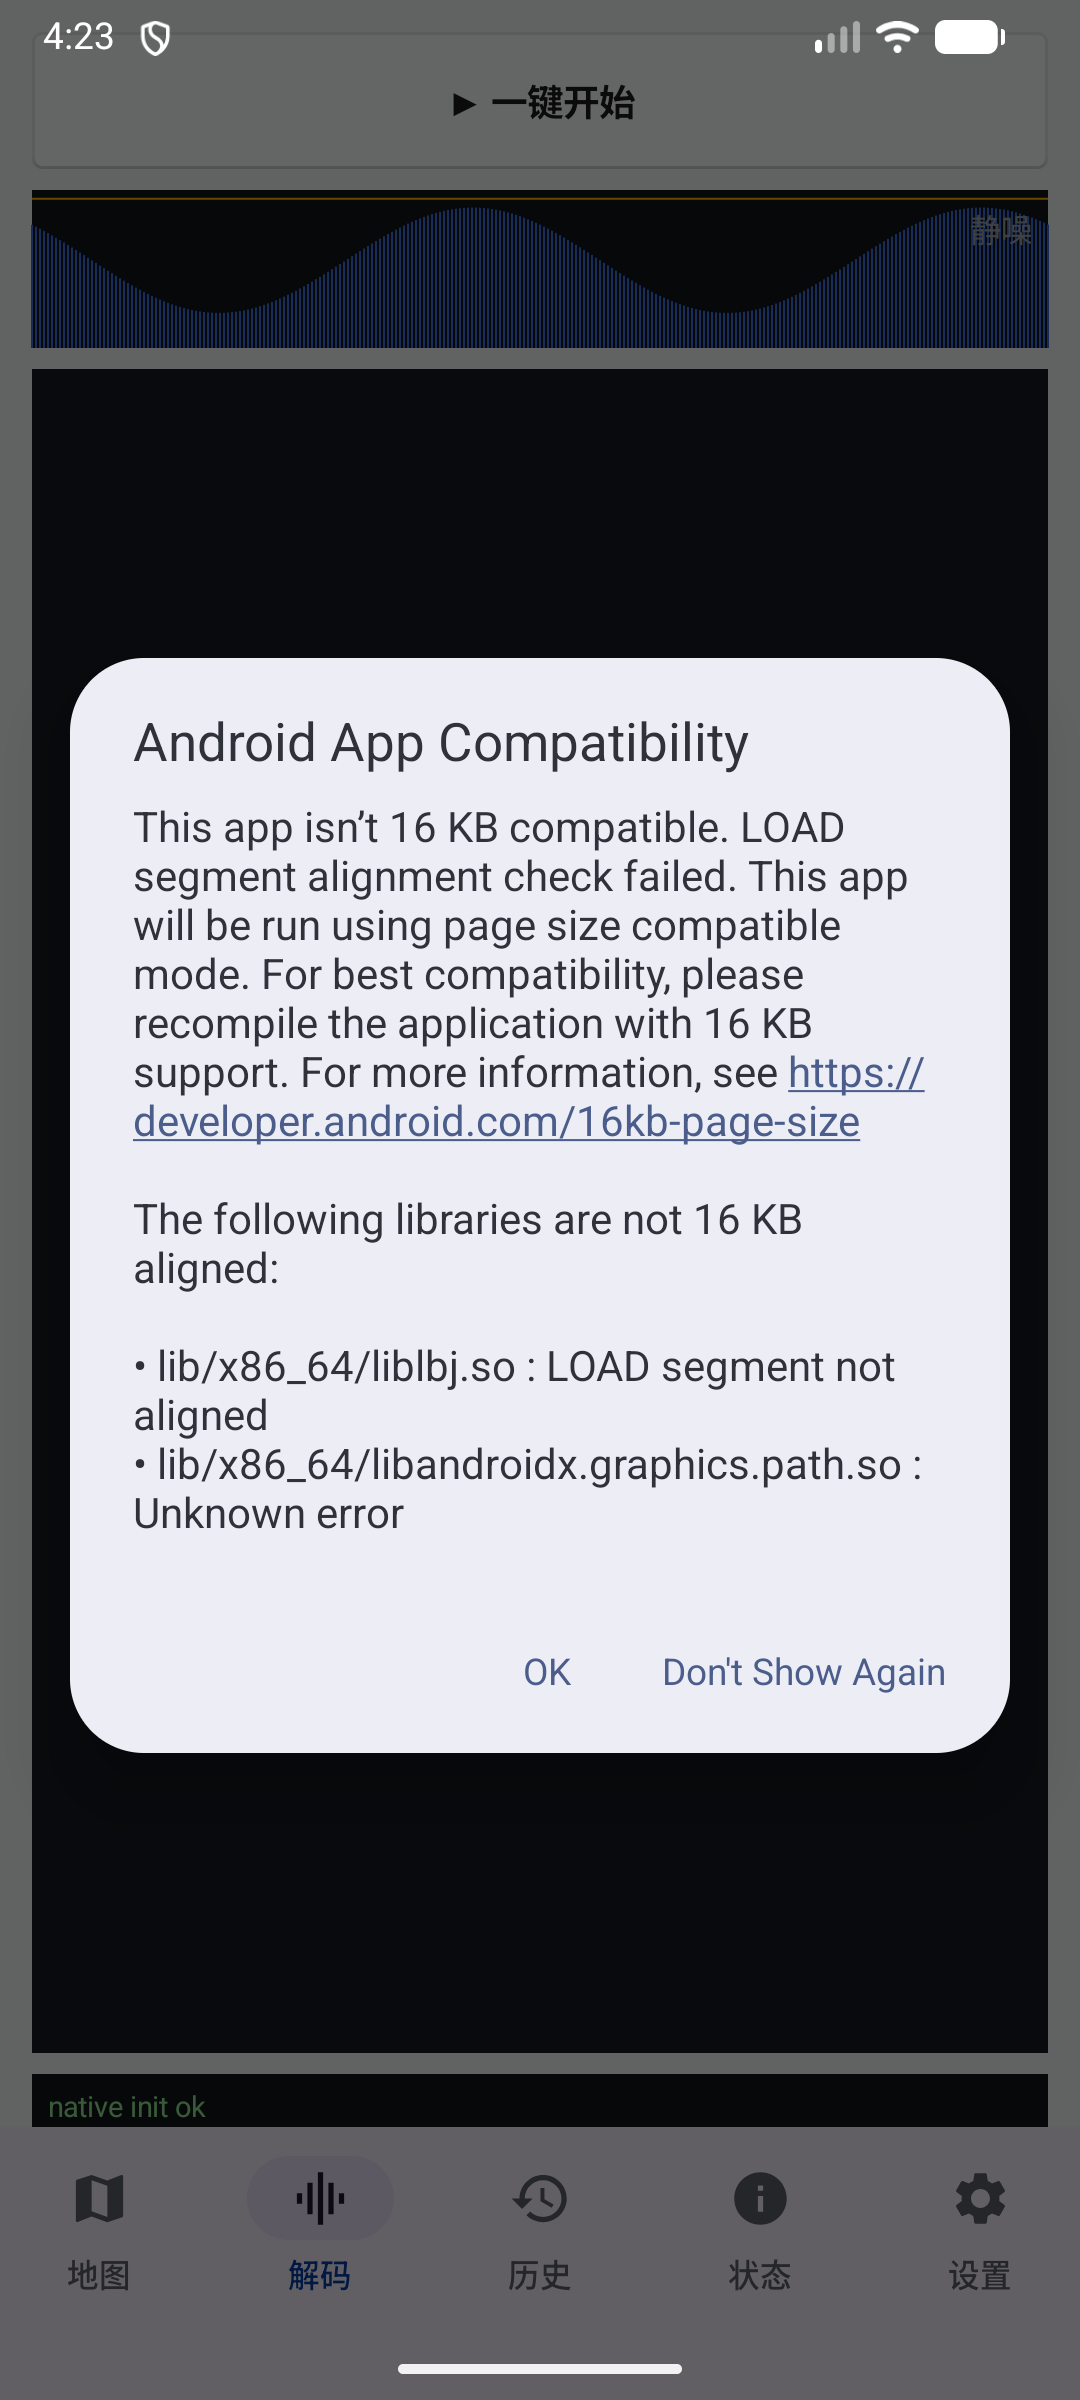 4:23
► 一键开始
静噪
Android App Compatibility
This app isn’t 16 KB compatible. LOAD
segment alignment check failed. This app
will be run using page size compatible
mode. For best compatibility, please
recompile the application with 16 KB
support. For more information, see https://
developer.android.com/16kb-page-size
The following libraries are not 16 KB
aligned:
• lib/x86_64/liblbj.so : LOAD segment not
aligned
• lib/x86_64/libandroidx.graphics.path.so :
Unknown error
OK
Don't Show Again
native init ok
地图
解码
历史
状态
设置